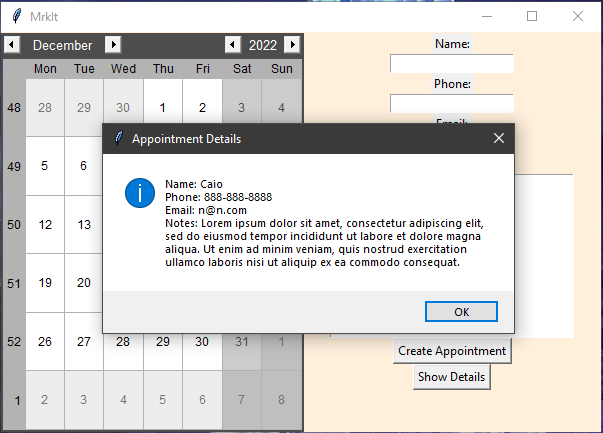 Mrklt
December 2022
Mon Tue Wed Thu Fri Sat Sun
48 28 29 30 1 2 3 4
49 5 6
50 12 13
51 19 20
52 26 27 28 29 30 31 1
1 2 3 4 5 6 7 8
Name:
Phone:
Email:
Appointment Details
Name: Caio
Phone: 888-888-8888
Email: n@n.com
Notes: Lorem ipsum dolor sit amet, consectetur adipiscing elit,
sed do eiusmod tempor incididunt ut labore et dolore magna
aliqua. Ut enim ad minim veniam, quis nostrud exercitation
ullamco laboris nisi ut aliquip ex ea commodo consequat.
OK
Create Appointment
Show Details